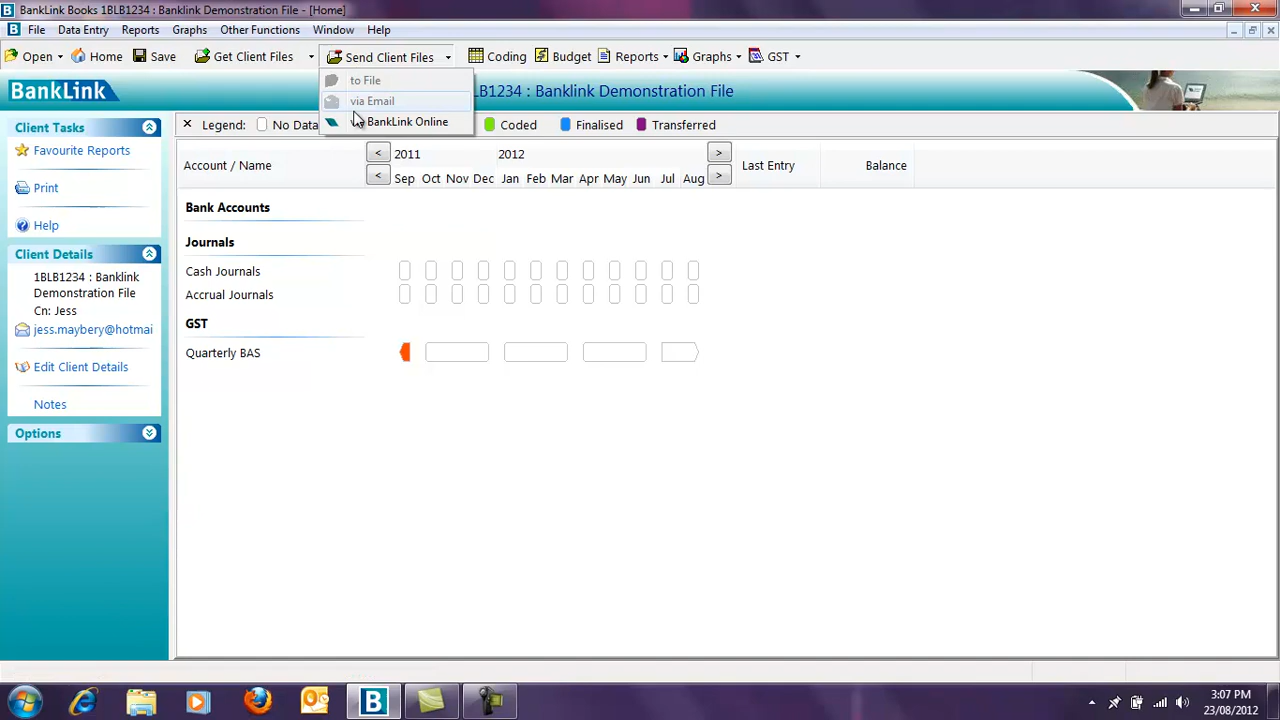 BankLink Books 1BLB1234 : Banklink Demonstration File - [Home]
File Data Entry Reports Graphs Other Functions Window Help
Open Home Save Get Client Files Send Client Files Coding Budget Reports Graphs GST
BankLink BLB1234 : Banklink Demonstration File
to File
via Email
BankLink Online
Client Tasks
Favourite Reports
Print
Help
Client Details
1BLB1234 : Banklink
Demonstration File
Cn: Jess
jess.maybery@hotmai
Edit Client Details
Notes
Options
Legend: No Data Coded Finalised Transferred
Account / Name < 2011 2012 > Last Entry Balance
< Sep Oct Nov Dec Jan Feb Mar Apr May Jun Jul Aug >
Bank Accounts
Journals
Cash Journals
Accrual Journals
GST
Quarterly BAS
3:07 PM
23/08/2012